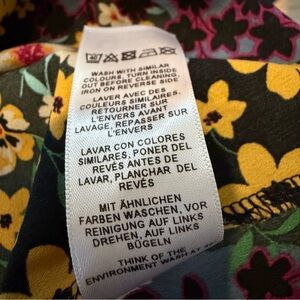 WASH WITH SIMILAR
COLOURS, TURN INSIDE
OUT BEFORE CLEANING,
IRON ON REVERSE SIDE
LAVER AVEC DES
COULEURS SIMILAIRES,
RETOURNER SUR
L'ENVERS AVANT
LAVAGE, REPASSER SUR
L'ENVERS
LAVAR CON COLORES
SIMILARES, PONER DEL
REVÉS ANTES DE
LAVAR, PLANCHAR DEL
REVÉS
MIT ÄHNLICHEN
FARBEN WASCHEN, VOR
REINIGUNG AUF LINKS
DREHEN, AUF LINKS
BÜGELN
THINK OF THE
ENVIRONMENT WASH AT